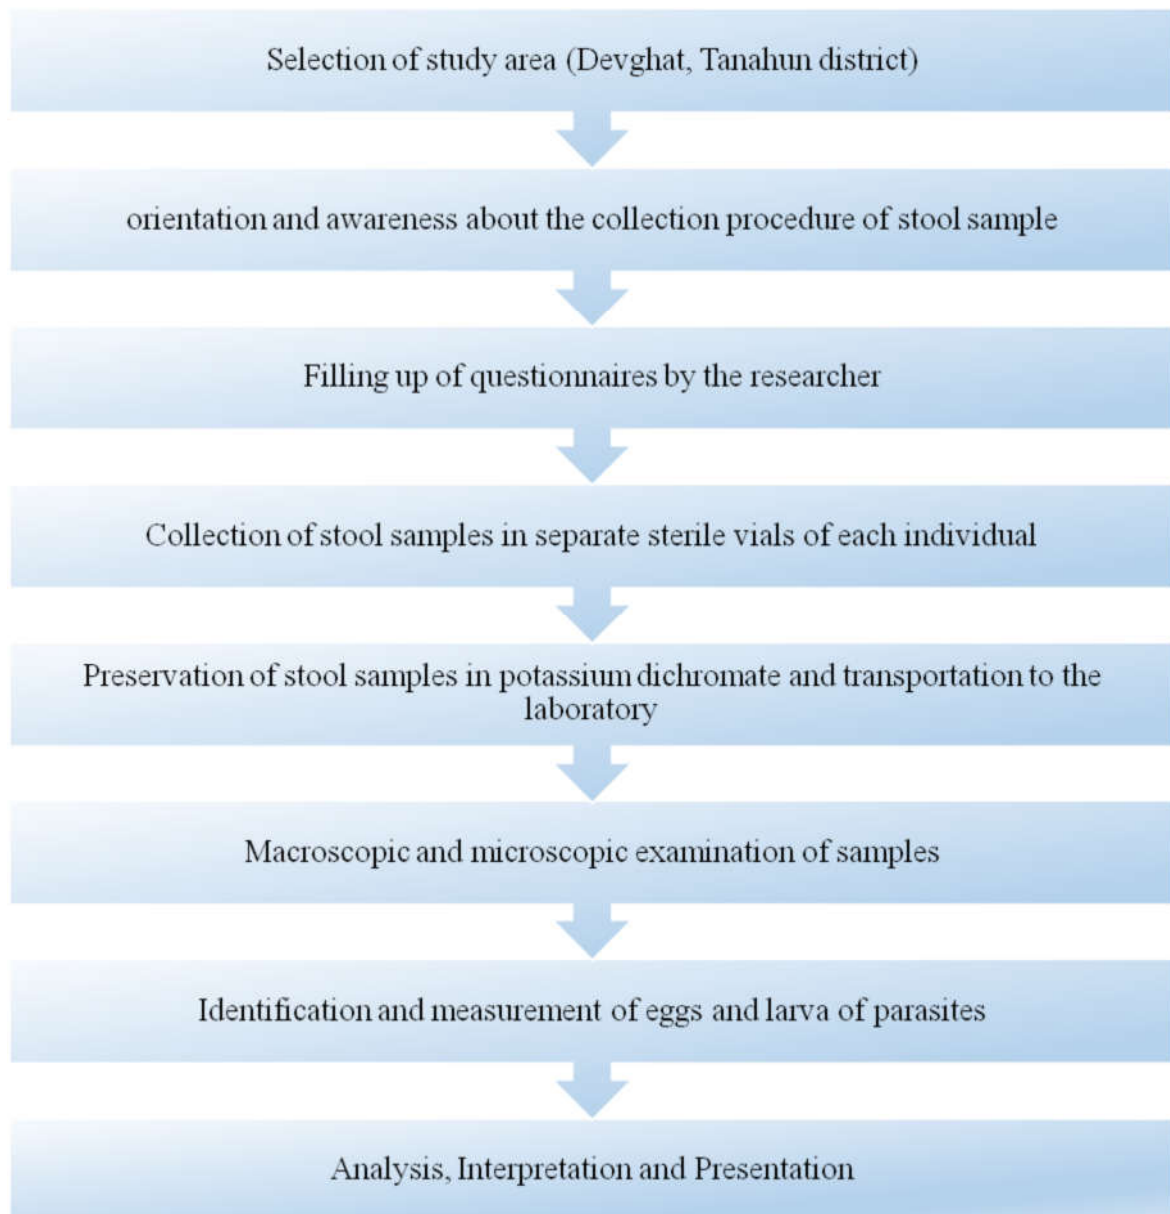 Selection of study area (Devghat, Tanahun district)
orientation and awareness about the collection procedure of stool sample
Filling up of questionnaires by the researcher
Collection of stool samples in separate sterile vials of each individual
Preservation of stool samples in potassium dichromate and transportation to the
laboratory
Macroscopic and microscopic examination of samples
Identification and measurement of eggs and larva of parasites
Analysis, Interpretation and Presentation